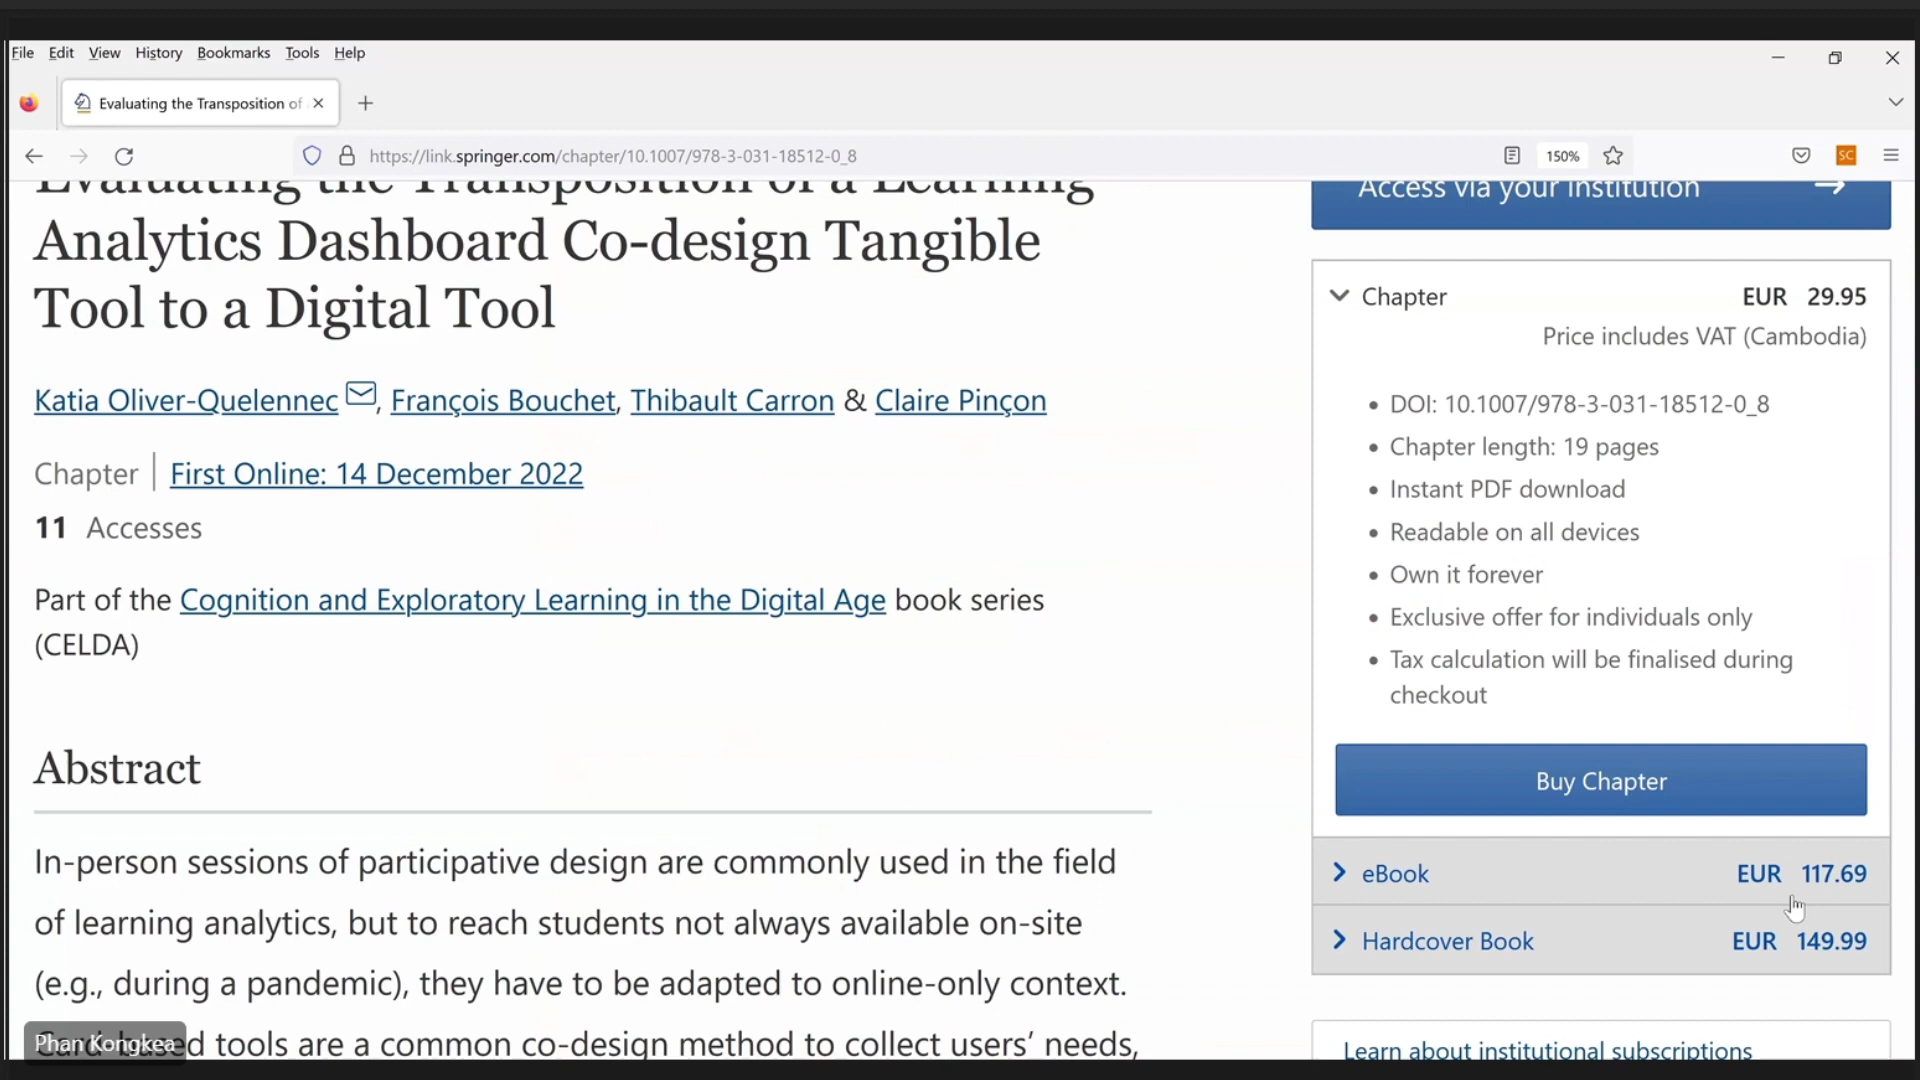 File Edit View History Bookmarks Tools Help
Evaluating the Transposition of
https://link.springer.com/chapter/10.1007/978-3-031-18512-0_8
150%
SC
Evaluating the Transposition of a Learning
Analytics Dashboard Co-design Tangible
Tool to a Digital Tool
Katia Oliver-Quelennec, François Bouchet, Thibault Carron & Claire Pinçon
Chapter | First Online: 14 December 2022
11 Accesses
Part of the Cognition and Exploratory Learning in the Digital Age book series
(CELDA)
Abstract
In-person sessions of participative design are commonly used in the field
of learning analytics, but to reach students not always available on-site
(e.g., during a pandemic), they have to be adapted to online-only context.
Card-based tools are a common co-design method to collect users’ needs,
Phan Kongkea
Access via your institution →
Chapter EUR 29.95
Price includes VAT (Cambodia)
• DOI: 10.1007/978-3-031-18512-0_8
• Chapter length: 19 pages
• Instant PDF download
• Readable on all devices
• Own it forever
• Exclusive offer for individuals only
• Tax calculation will be finalised during
checkout
Buy Chapter
eBook EUR 117.69
Hardcover Book EUR 149.99
Learn about institutional subscriptions